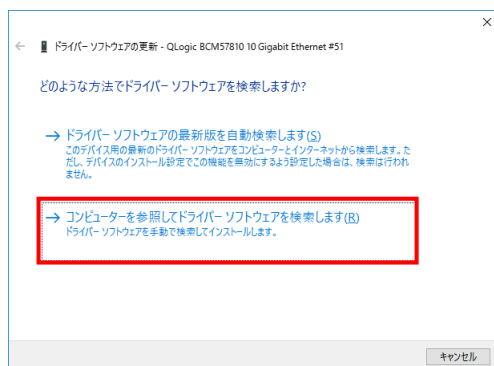 ドライバー ソフトウェアの更新 - QLogic BCM57810 10 Gigabit Ethernet #51
どのような方法でドライバー ソフトウェアを検索しますか?
→ ドライバー ソフトウェアの最新版を自動検索します(S)
このデバイス用の最新のドライバー ソフトウェアをコンピューターとインターネットから検索します。た
だし、デバイスのインストール設定でこの機能を無効にするよう設定した場合は、検索は行われ
ません。
→ コンピューターを参照してドライバー ソフトウェアを検索します(R)
ドライバー ソフトウェアを手動で検索してインストールします。
キャンセル